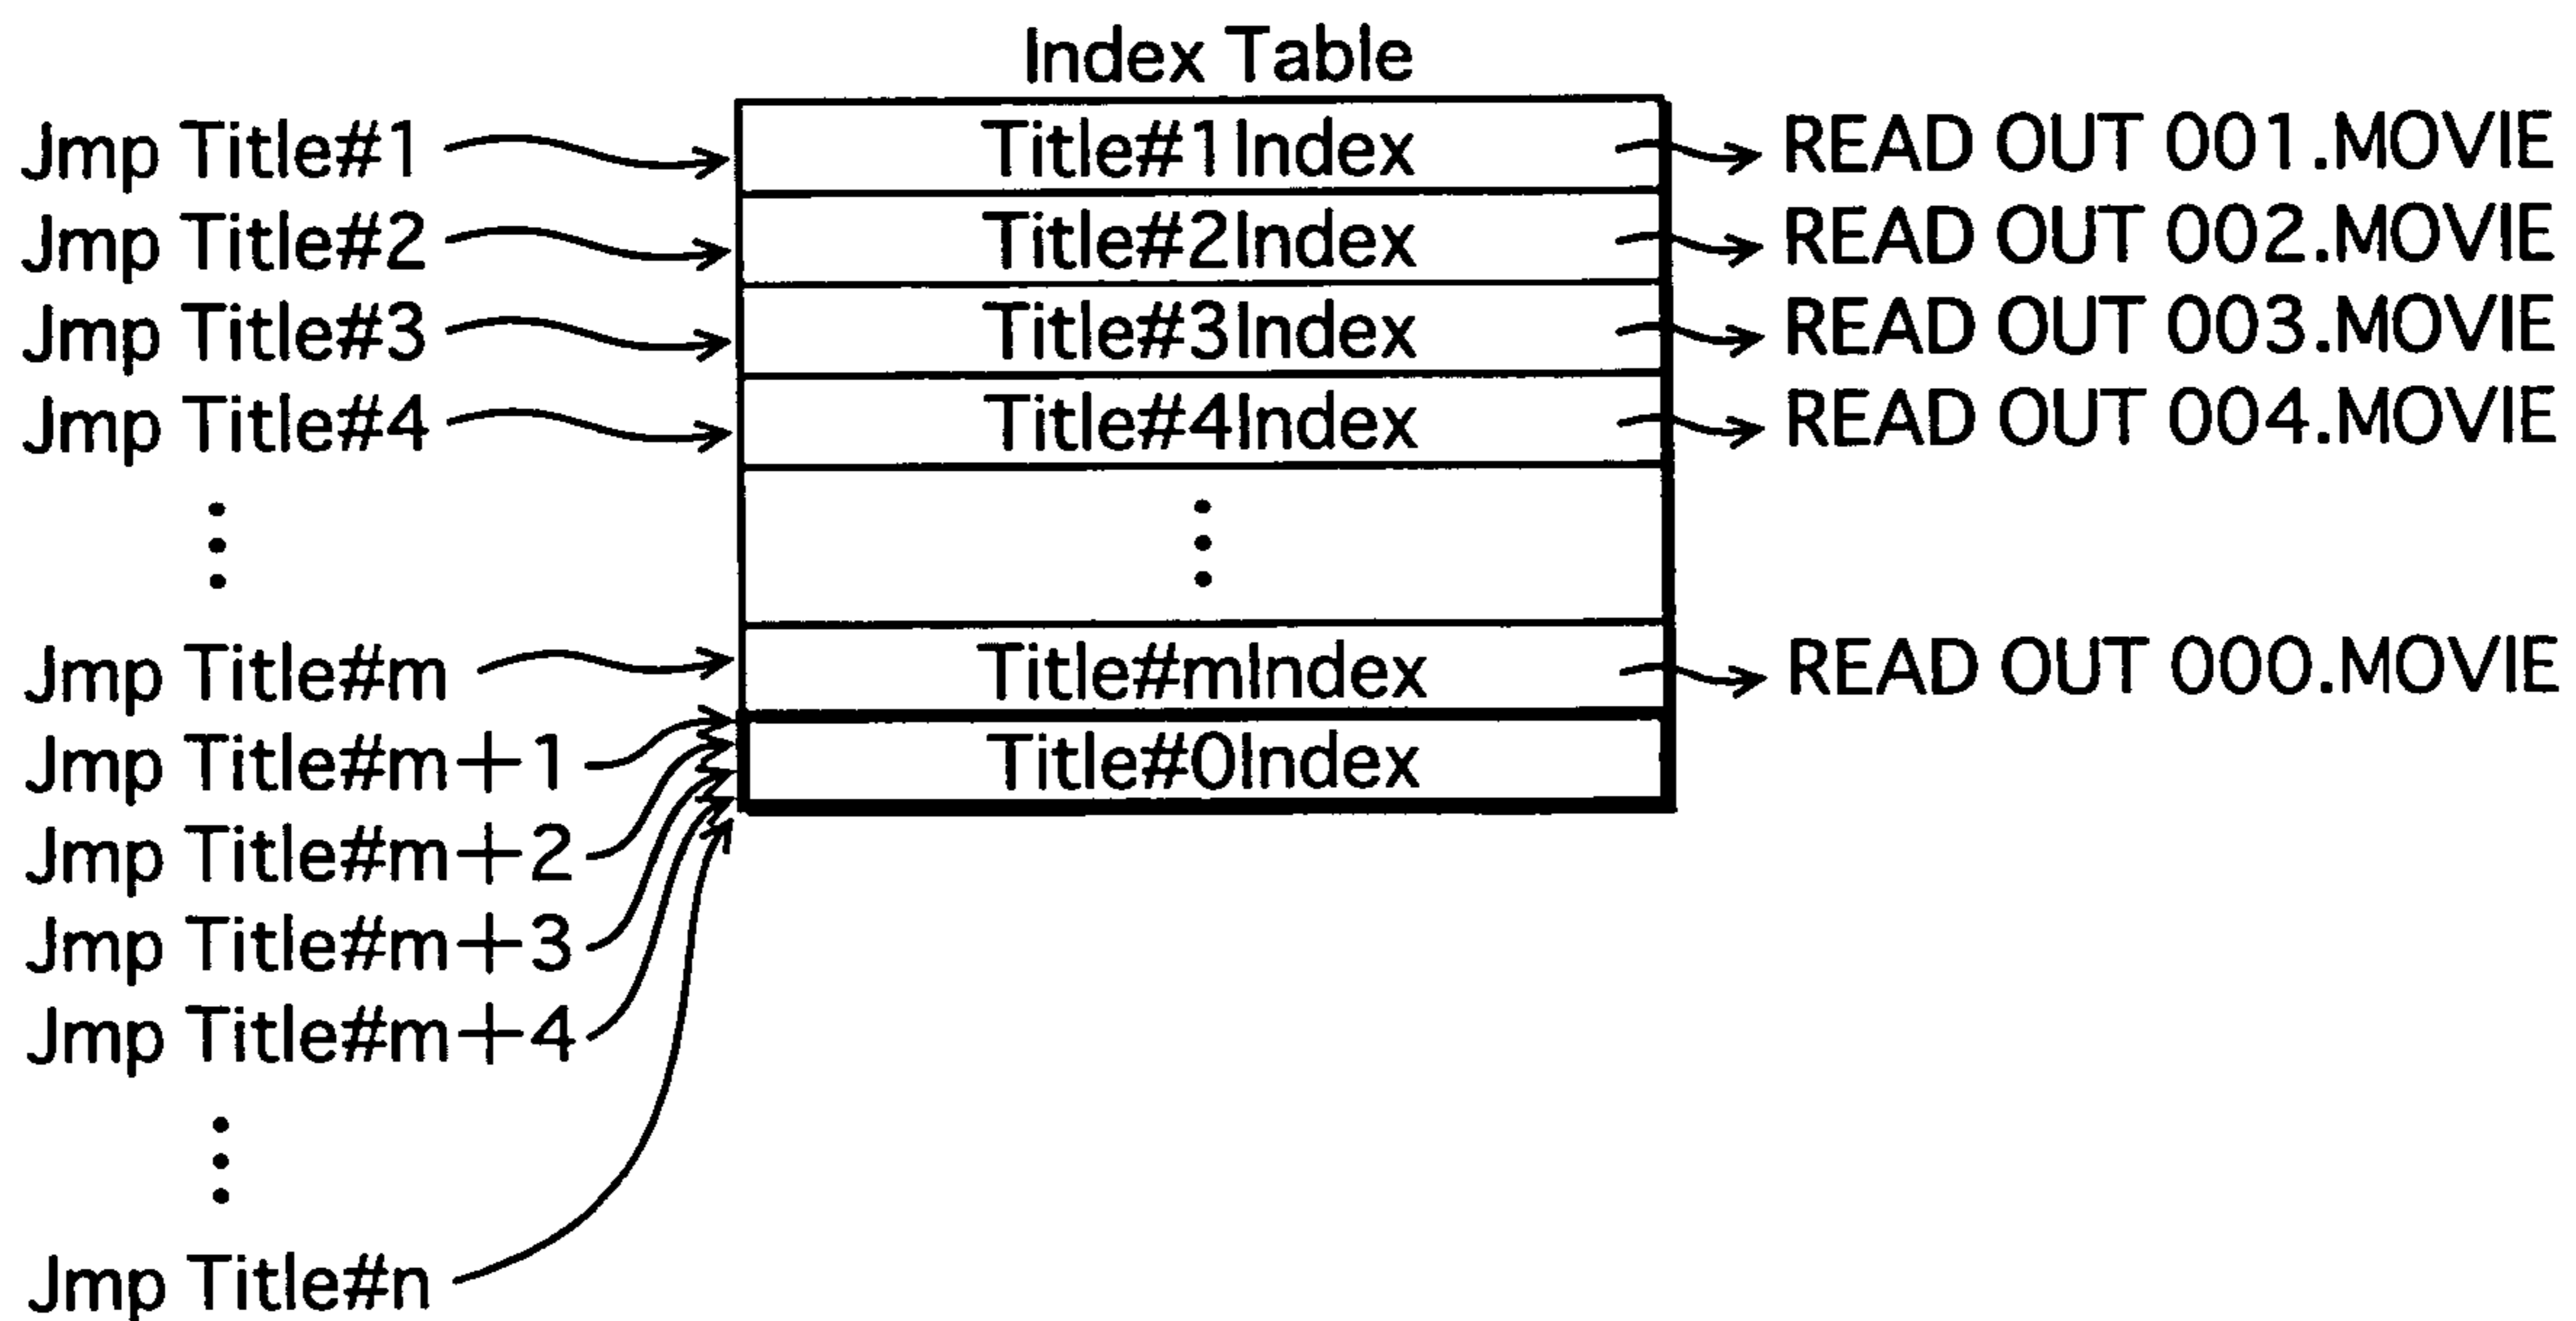 Index Table
Jmp Title#1 Title#1Index READ OUT 001.MOVIE
Jmp Title#2 Title#2Index READ OUT 002.MOVIE
Jmp Title#3 Title#3Index READ OUT 003.MOVIE
Jmp Title#4 Title#4Index READ OUT 004.MOVIE
Jmp Title#m Title#mIndex READ OUT 000.MOVIE
Jmp Title#m+1 Title#0Index
Jmp Title#m+2
Jmp Title#m+3
Jmp Title#m+4
Jmp Title#n